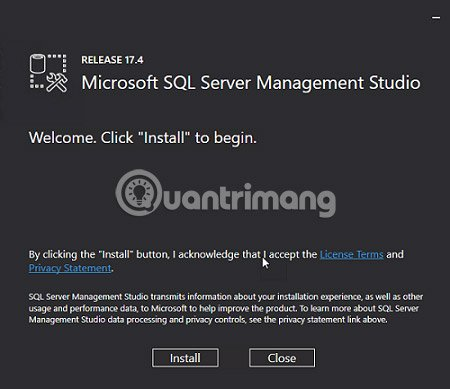 RELEASE 17.4
Microsoft SQL Server Management Studio
Welcome. Click "Install" to begin.
Quantrimang
By clicking the "Install" button, I acknowledge that I accept the License Terms and
Privacy Statement.
SQL Server Management Studio transmits information about your installation experience, as well as other
usage and performance data, to Microsoft to help improve the product. To learn more about SQL Server
Management Studio data processing and privacy controls, see the privacy statement link above.
Install
Close